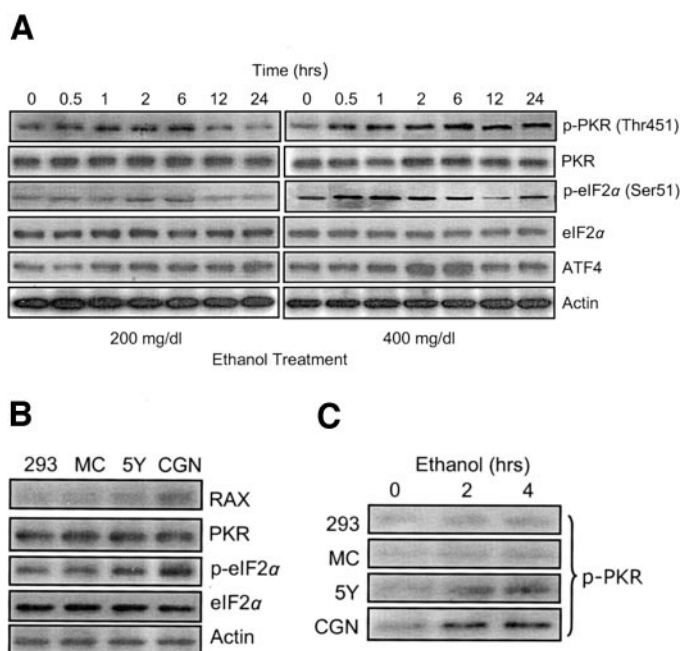 A
Time (hrs)
0 0.5 1 2 6 12 24 0 0.5 1 2 6 12 24
p-PKR (Thr451)
PKR
p-eIF2α (Ser51)
eIF2α
ATF4
Actin
200 mg/dl 400 mg/dl
Ethanol Treatment
B
293 MC 5Y CGN
RAX
PKR
p-eIF2α
eIF2α
Actin
C
Ethanol (hrs)
0 2 4
293
MC
5Y
CGN
p-PKR